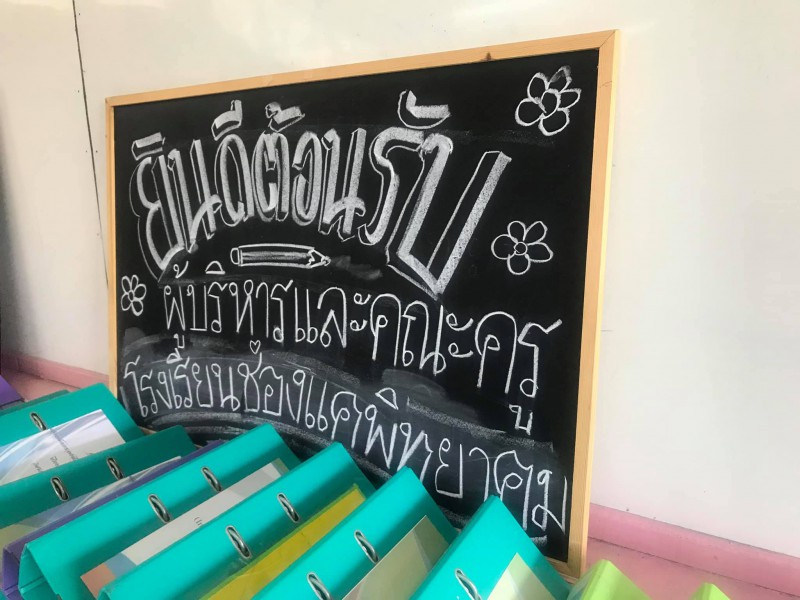 ยินดีต้อนรับ
ผู้บริหารและคณะครู
โรงเรียนช่องแคพิทยาคม